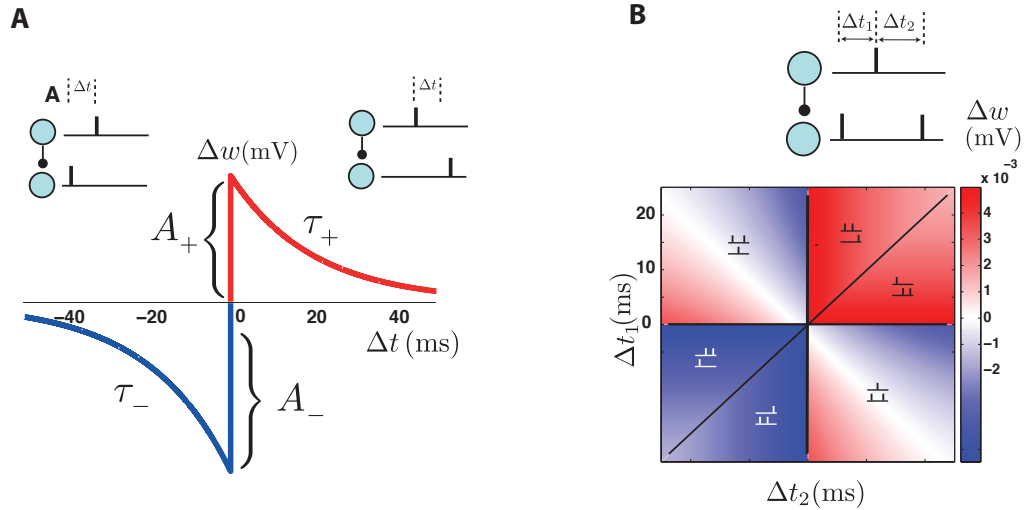 A
B
Δt₁ Δt₂
A Δt
Δt
Δw
(mV)
Δw(mV)
x 10⁻³
A₊
τ₊
20
10
0
Δt₁(ms)
4
3
2
1
0
−1
−2
−40 −20 0 20 40
Δt (ms)
τ₋
A₋
Δt₂(ms)